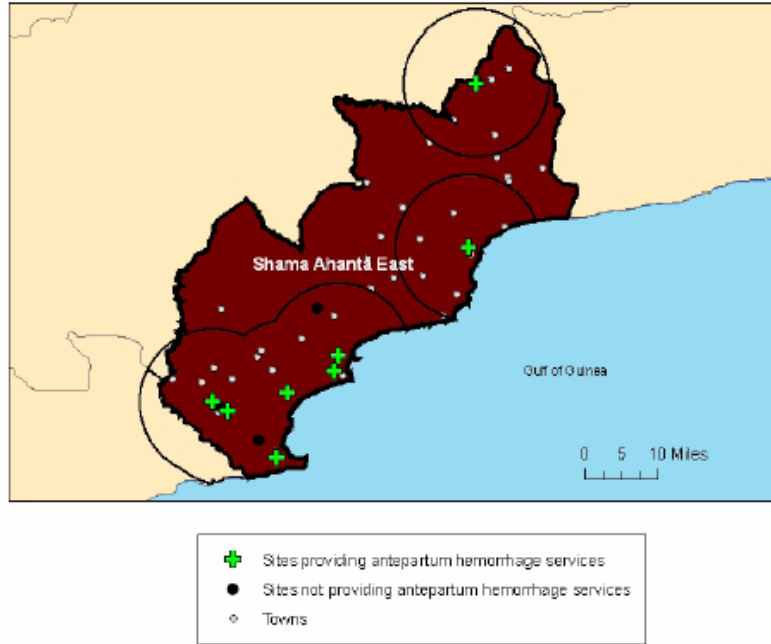 Shama Ahanta East
Gulf of Guinea
0 5 10 Miles
Sites providing antepartum hemorrhage services
Sites not providing antepartum hemorrhage services
Towns